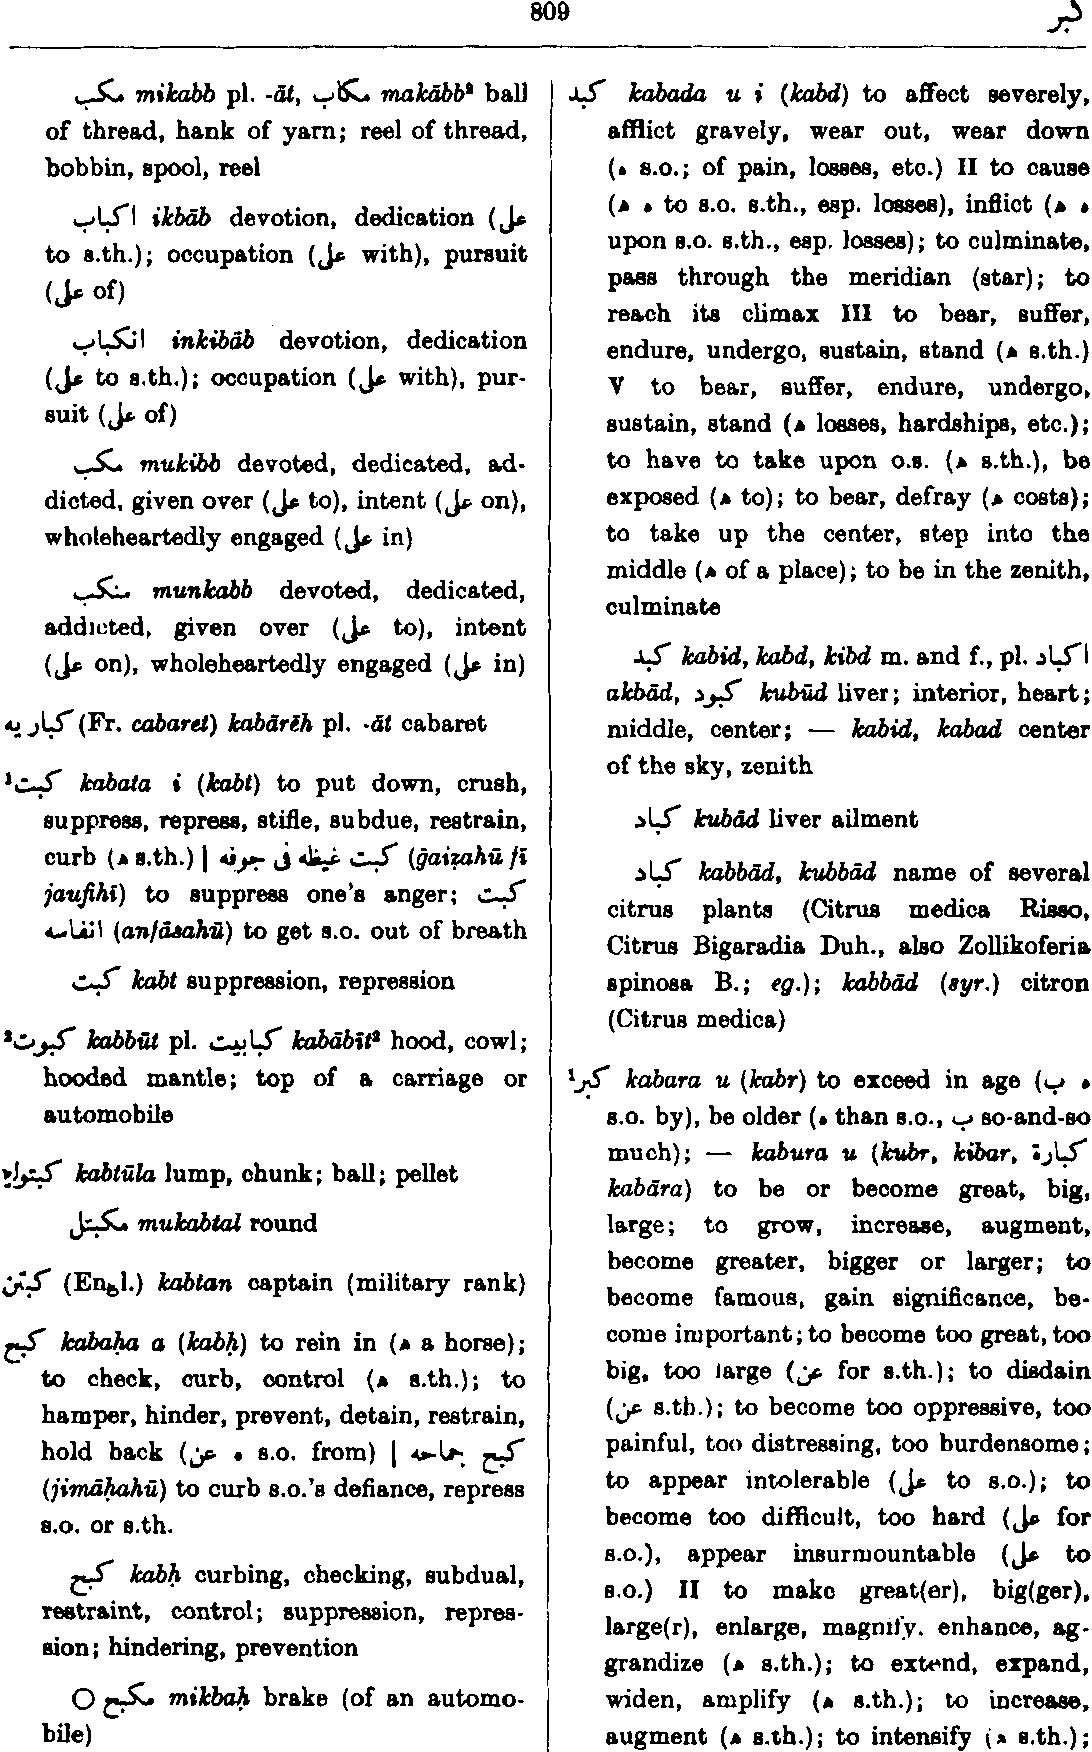 809
كبر
مكب mikabb pl. -āt, مكاب makābb² ball
of thread, hank of yarn; reel of thread,
bobbin, spool, reel
اكباب ikbāb devotion, dedication (على
to s.th.); occupation (على with), pursuit
(على of)
انكباب inkibāb devotion, dedication
(على to s.th.); occupation (على with), pur-
suit (على of)
مكب mukibb devoted, dedicated, ad-
dicted, given over (على to), intent (على on),
wholeheartedly engaged (على in)
منكب munkabb devoted, dedicated,
addicted, given over (على to), intent
(على on), wholeheartedly engaged (على in)
كباريه (Fr. cabaret) kabārēh pl. -āt cabaret
¹كبت kabata i (kabt) to put down, crush,
suppress, repress, stifle, subdue, restrain,
curb (ه s.th.) | كبت غيظه فى جوفه (ḡaiẓahū fī
jaufihī) to suppress one's anger; كبت
انفاسه (anfāsahū) to get s.o. out of breath
كبت kabt suppression, repression
²كبوت kabbūt pl. كبابيت kabābīt² hood, cowl;
hooded mantle; top of a carriage or
automobile
كبتولة kabtūla lump, chunk; ball; pellet
مكبتل mukabtal round
كبتن (Engl.) kabtan captain (military rank)
كبح kabaḥa a (kabḥ) to rein in (ه a horse);
to check, curb, control (ه s.th.); to
hamper, hinder, prevent, detain, restrain,
hold back (ه عن s.o. from) | كبح جماحه
(jimāḥahū) to curb s.o.'s defiance, repress
s.o. or s.th.
كبح kabḥ curbing, checking, subdual,
restraint, control; suppression, repres-
sion; hindering, prevention
○ مكبح mikbaḥ brake (of an automo-
bile)
كبد kabada u i (kabd) to affect severely,
afflict gravely, wear out, wear down
(ه s.o.; of pain, losses, etc.) II to cause
(ه ه to s.o. s.th., esp. losses), inflict (ه ه
upon s.o. s.th., esp. losses); to culminate,
pass through the meridian (star); to
reach its climax III to bear, suffer,
endure, undergo, sustain, stand (ه s.th.)
V to bear, suffer, endure, undergo,
sustain, stand (ه losses, hardships, etc.);
to have to take upon o.s. (ه s.th.), be
exposed (ه to); to bear, defray (ه costs);
to take up the center, step into the
middle (ه of a place); to be in the zenith,
culminate
كبد kabid, kabd, kibd m. and f., pl. اكباد
akbād, كبود kubūd liver; interior, heart;
middle, center; — kabid, kabad center
of the sky, zenith
كباد kubād liver ailment
كباد kabbād, kubbād name of several
citrus plants (Citrus medica Risso,
Citrus Bigaradia Duh., also Zollikoferia
spinosa B.; eg.); kabbād (syr.) citron
(Citrus medica)
¹كبر kabara u (kabr) to exceed in age (ه ب
s.o. by), be older (ه than s.o., ب so-and-so
much); — kabura u (kubr, kibar, كبارة
kabāra) to be or become great, big,
large; to grow, increase, augment,
become greater, bigger or larger; to
become famous, gain significance, be-
come important; to become too great, too
big, too large (عن for s.th.); to disdain
(عن s.th.); to become too oppressive, too
painful, too distressing, too burdensome;
to appear intolerable (على to s.o.); to
become too difficult, too hard (على for
s.o.), appear insurmountable (على to
s.o.) II to make great(er), big(ger),
large(r), enlarge, magnify, enhance, ag-
grandize (ه s.th.); to extend, expand,
widen, amplify (ه s.th.); to increase,
augment (ه s.th.); to intensify (ه s.th.);